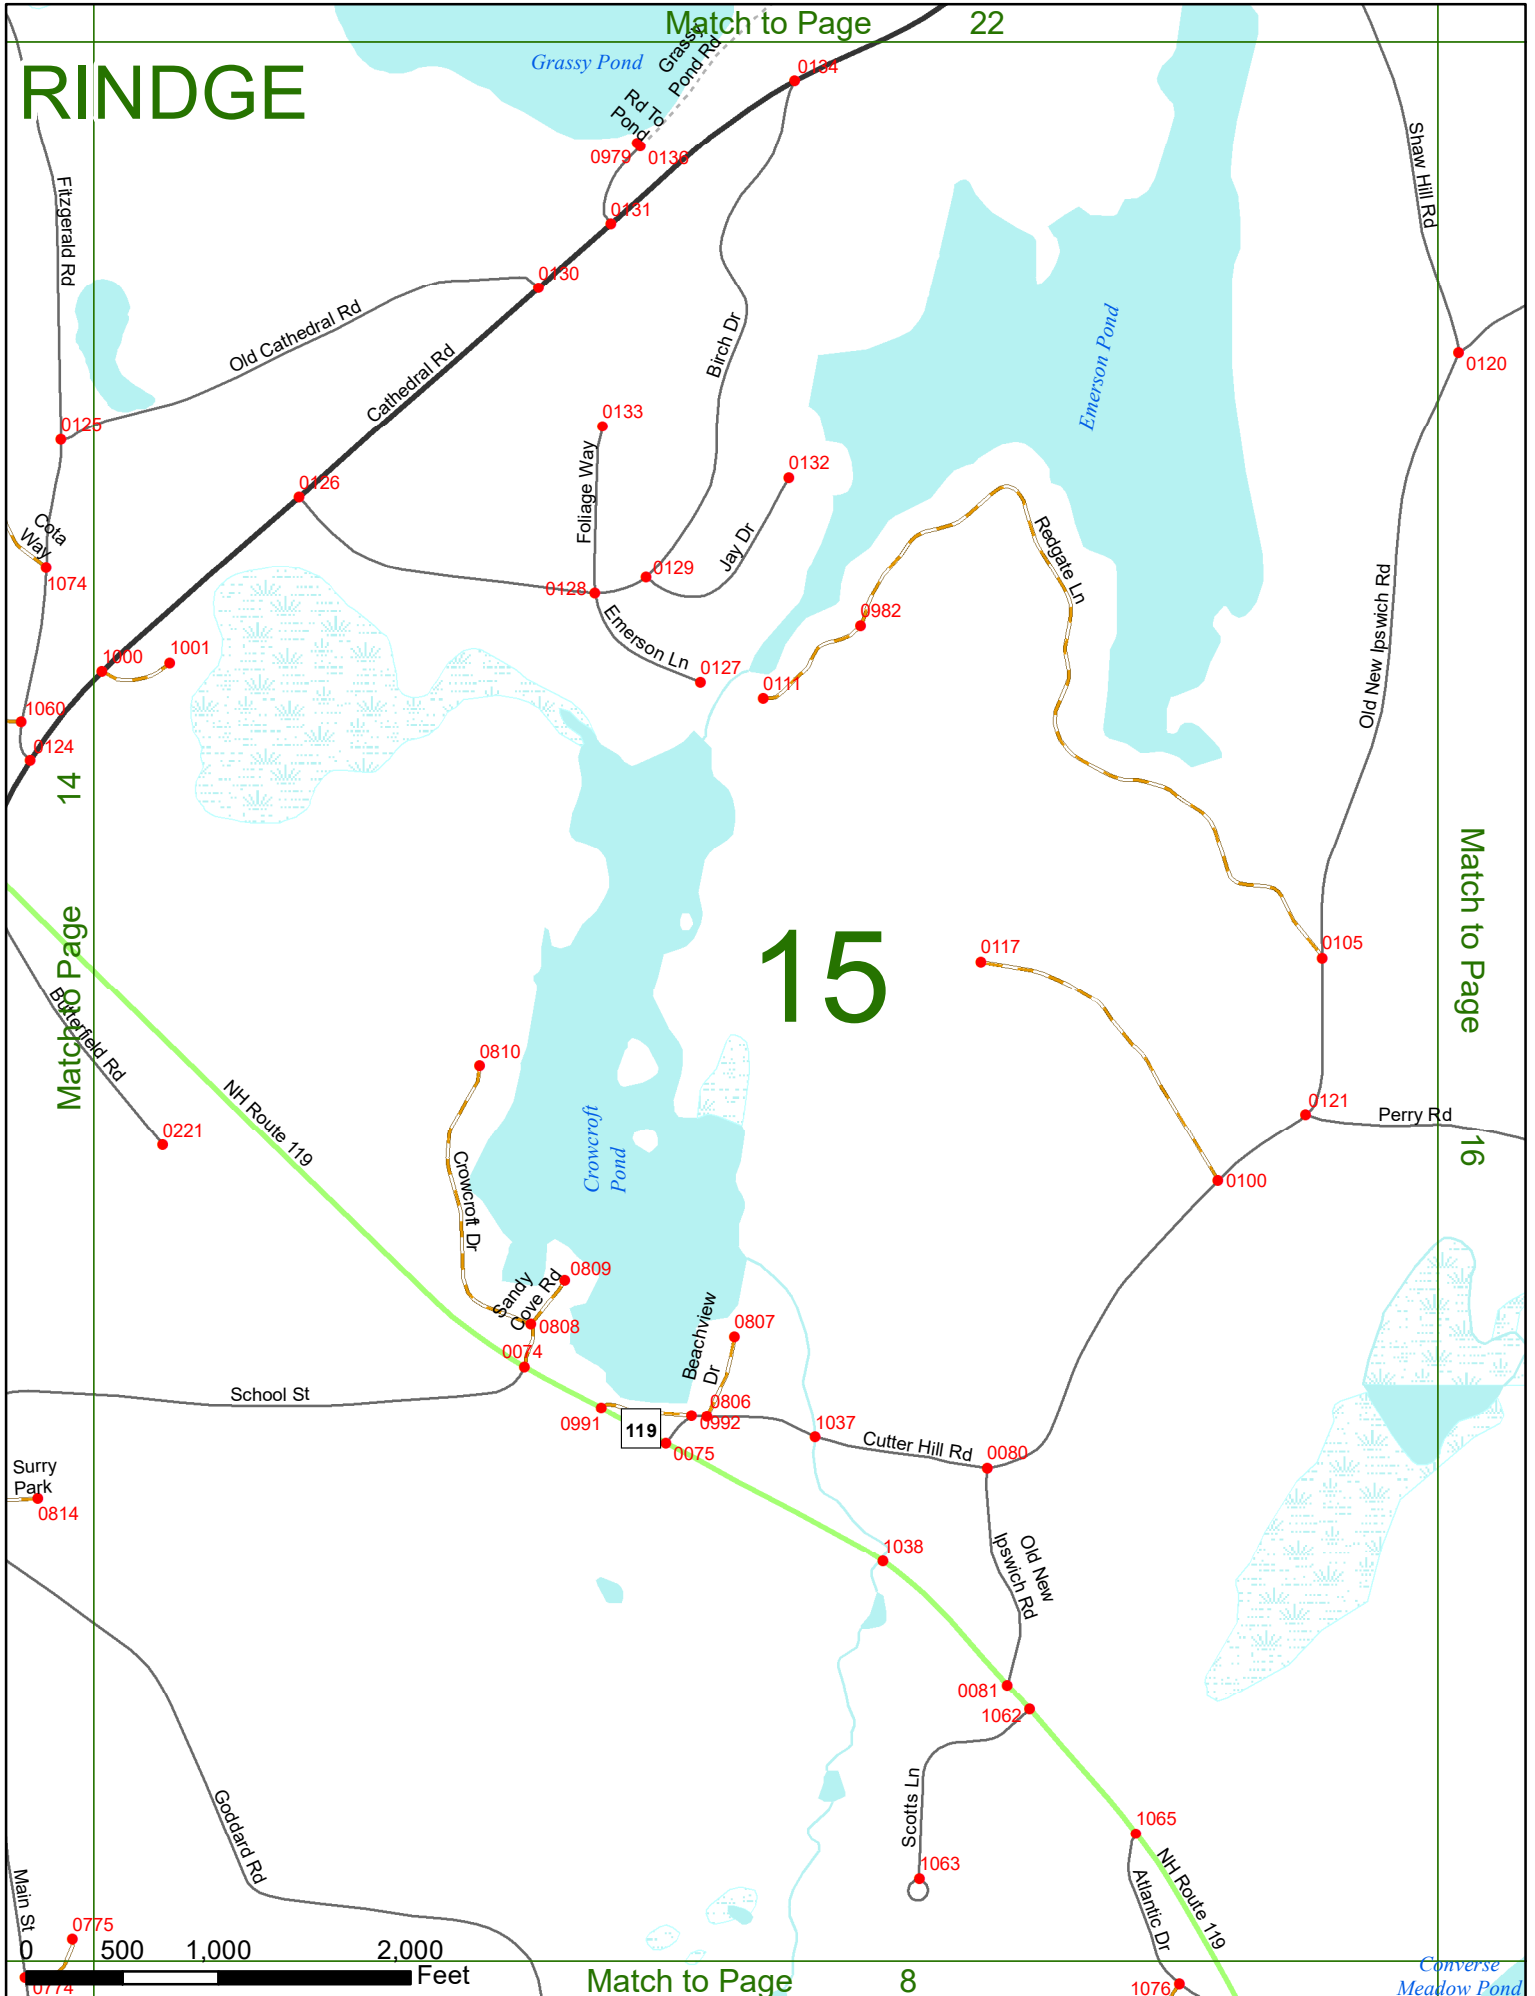 Match to Page 22
RINDGE
Grassy Pond
Grassy
Pond Rd
Rd To
Pond
0134
0979
0136
0131
0130
Fitzgerald Rd
Shaw Hill Rd
Old Cathedral Rd
Cathedral Rd
Birch Dr
Emerson Pond
0120
0125
0133
0132
0126
Foliage Way
Jay Dr
Redgate Ln
Cota
Way
1074
0128
0129
0982
Emerson Ln
Old New Ipswich Rd
1000
1001
0127
0111
1060
0124
14
Match to Page
Match to Page
16
15
0117
0105
Butterfield Rd
0810
0221
NH Route 119
Crowcroft
Pond
0121
Perry Rd
0100
Crowcroft Dr
Sandy
Cove Rd
0809
0808
0074
Beachview
Dr
0807
School St
0991
119
0806
0992
0075
1037
Cutter Hill Rd
0080
Surry
Park
0814
1038
Old New
Ipswich Rd
0081
1062
Scotts Ln
1063
1065
NH Route 119
Atlantic Dr
Goddard Rd
Main St
0775
0 500 1,000 2,000
Feet
0774
Match to Page 8
1076
Converse
Meadow Pond